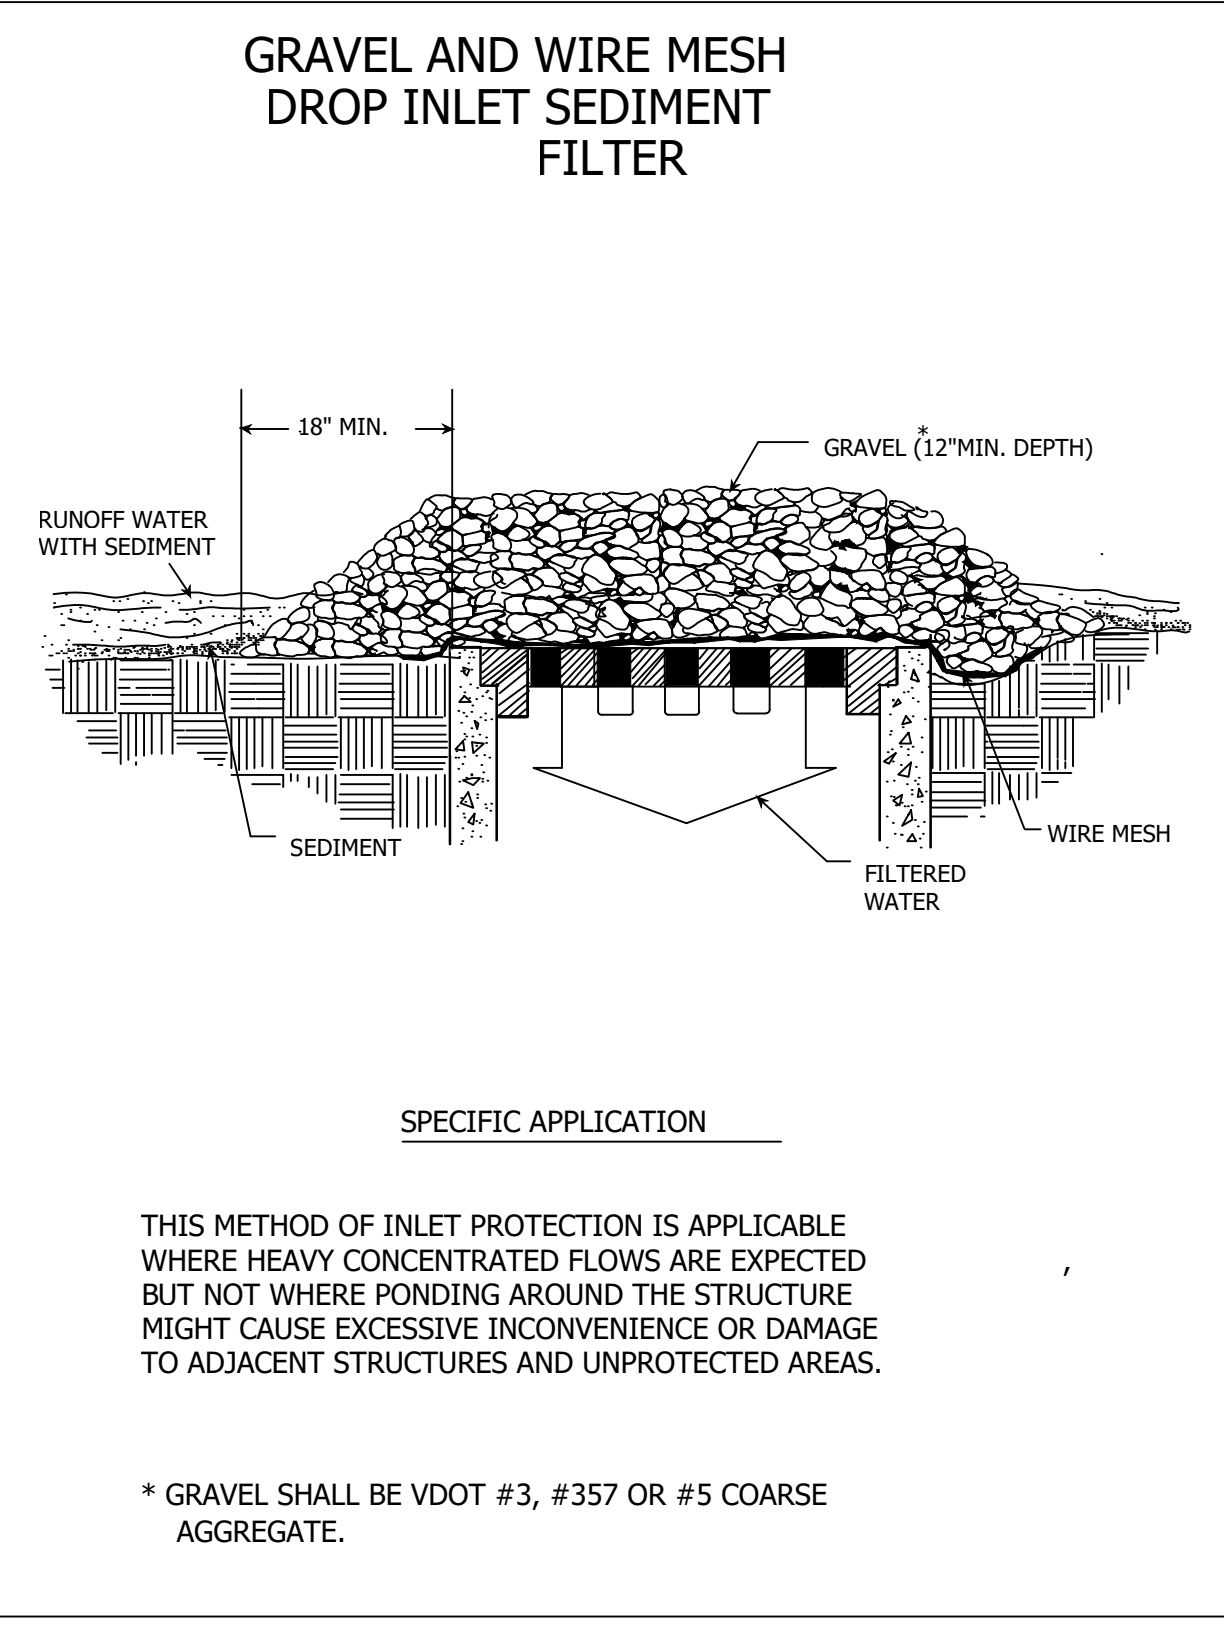 GRAVEL AND WIRE MESH
DROP INLET SEDIMENT
FILTER
18" MIN.
*
GRAVEL (12"MIN. DEPTH)
RUNOFF WATER
WITH SEDIMENT
SEDIMENT
WIRE MESH
FILTERED
WATER
SPECIFIC APPLICATION
THIS METHOD OF INLET PROTECTION IS APPLICABLE
WHERE HEAVY CONCENTRATED FLOWS ARE EXPECTED
BUT NOT WHERE PONDING AROUND THE STRUCTURE
MIGHT CAUSE EXCESSIVE INCONVENIENCE OR DAMAGE
TO ADJACENT STRUCTURES AND UNPROTECTED AREAS.
* GRAVEL SHALL BE VDOT #3, #357 OR #5 COARSE
AGGREGATE.